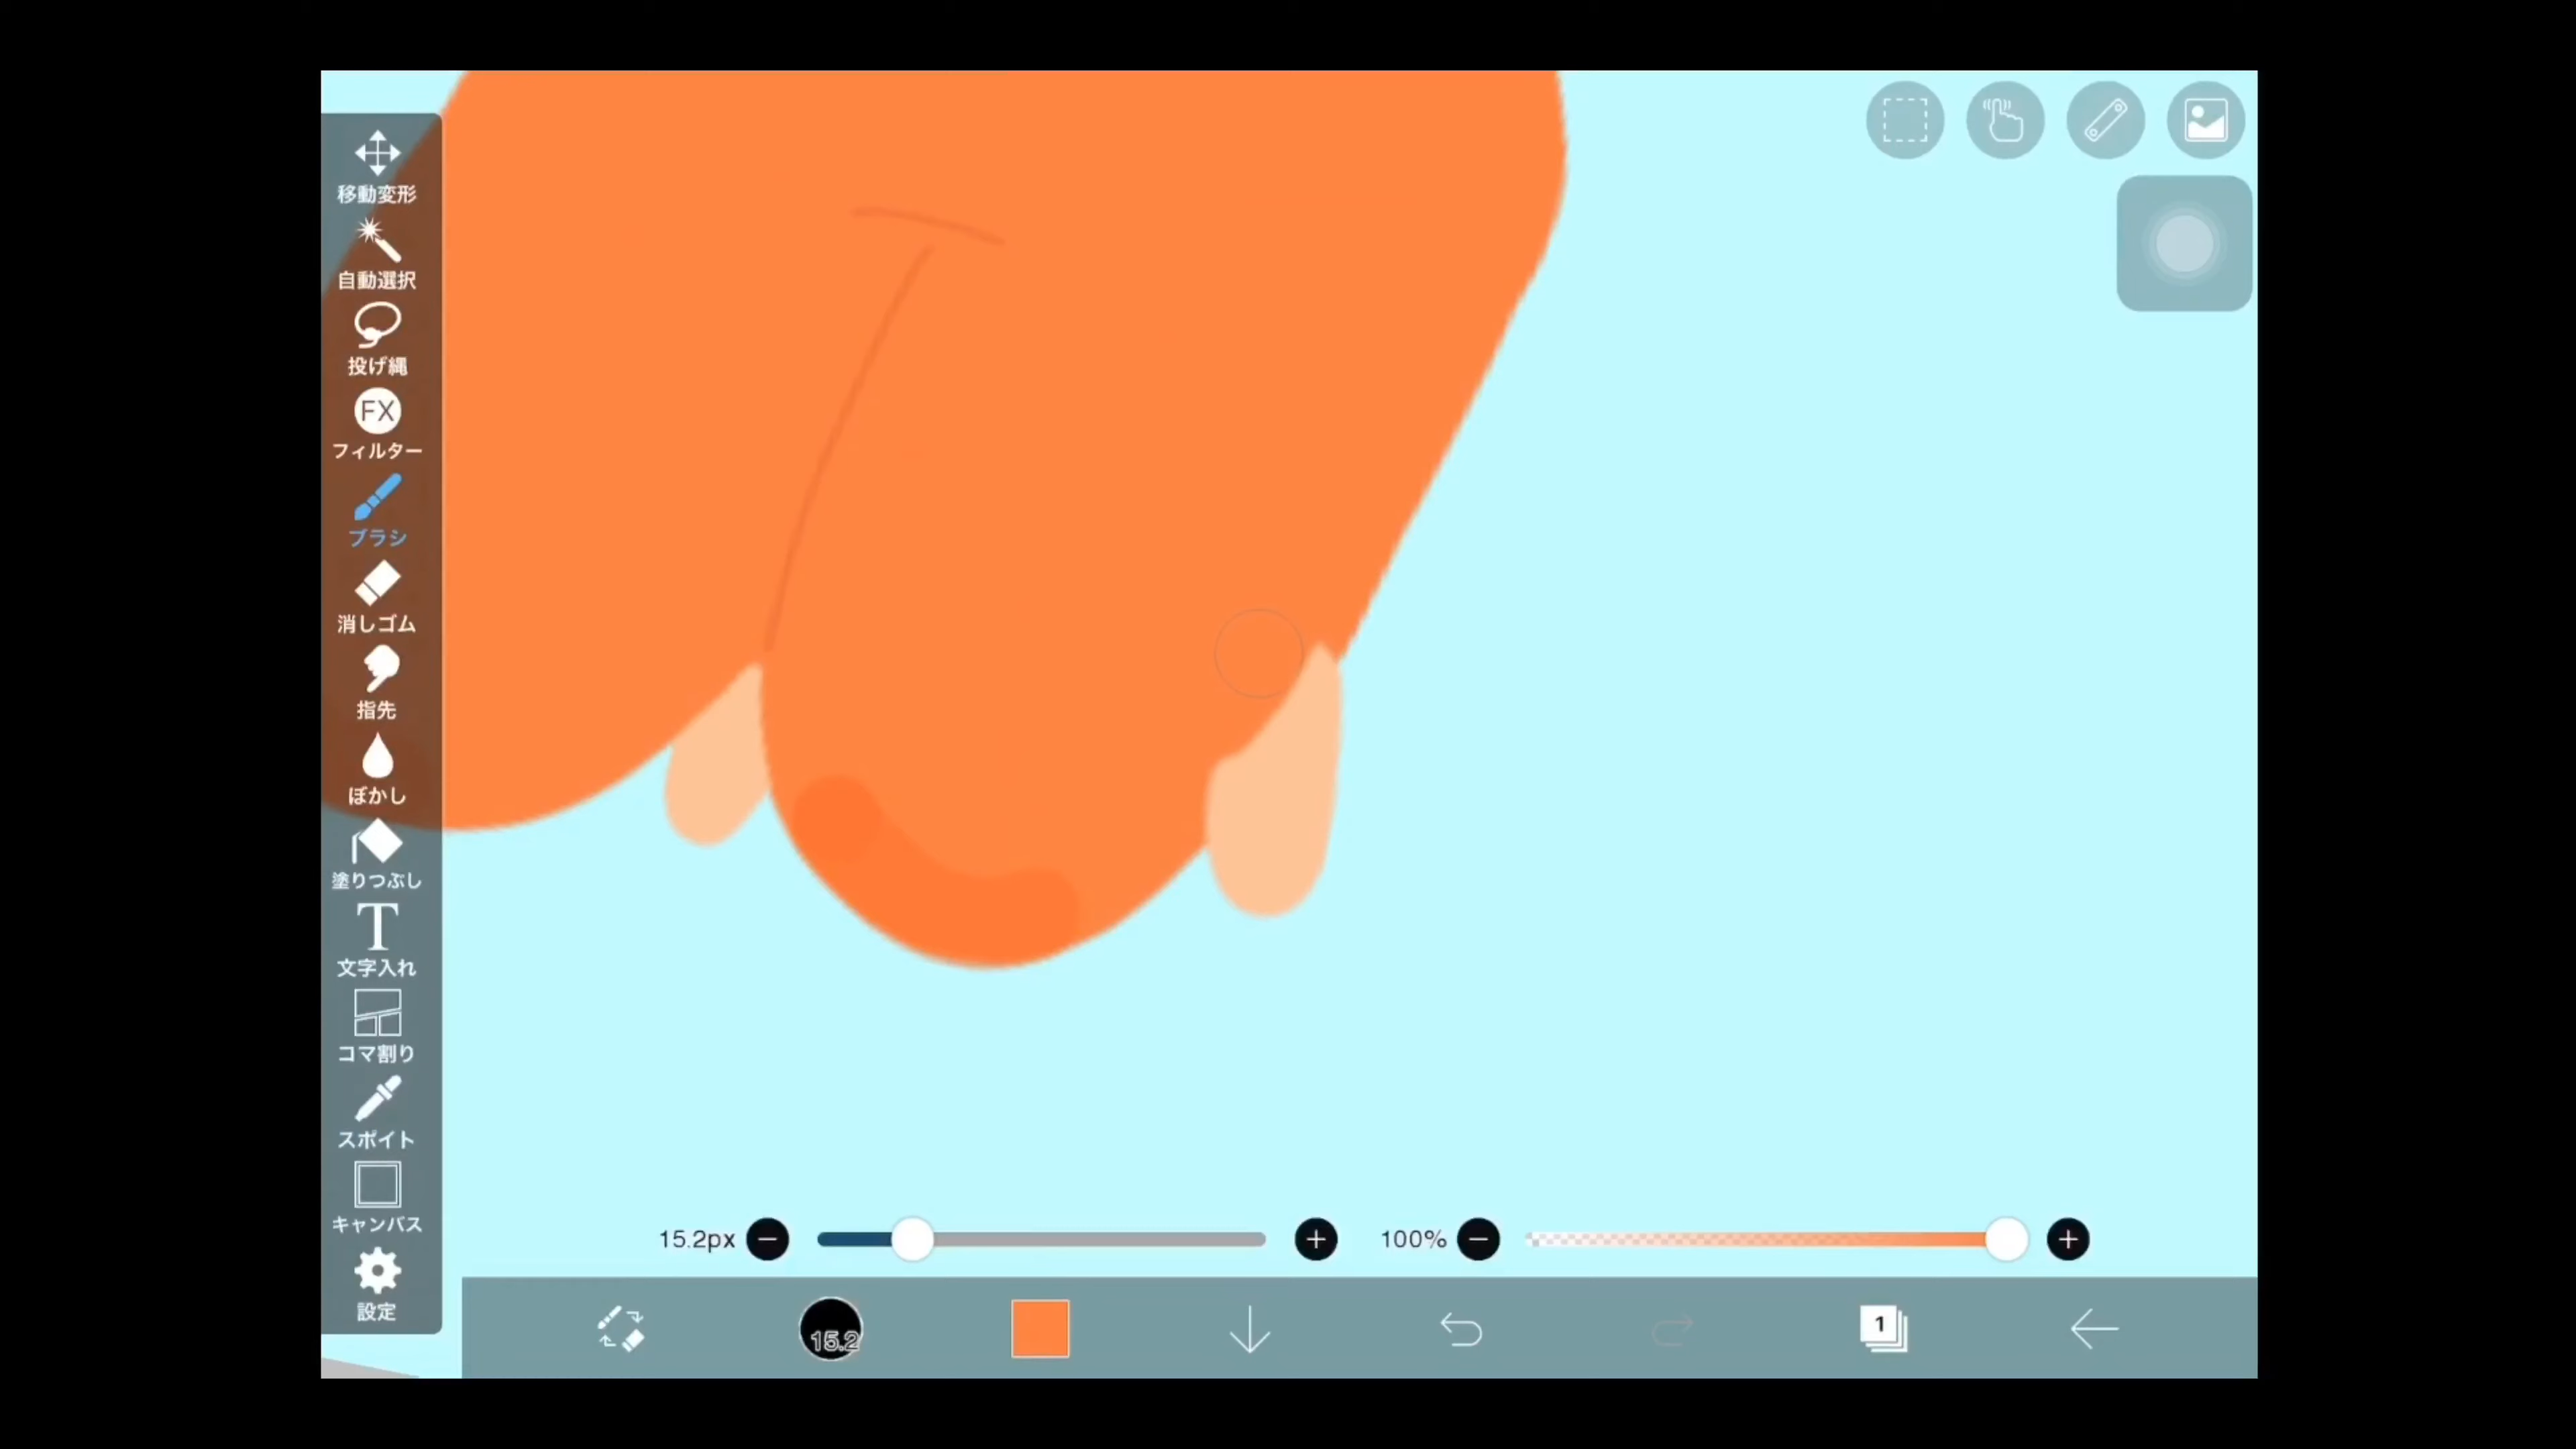 移動変形
自動選択
投げ縄
FX
フィルター
ブラシ
消しゴム
指先
ぼかし
塗りつぶし
T
文字入れ
コマ割り
スポイト
キャンバス
設定
15.2px
100%
15.2
1